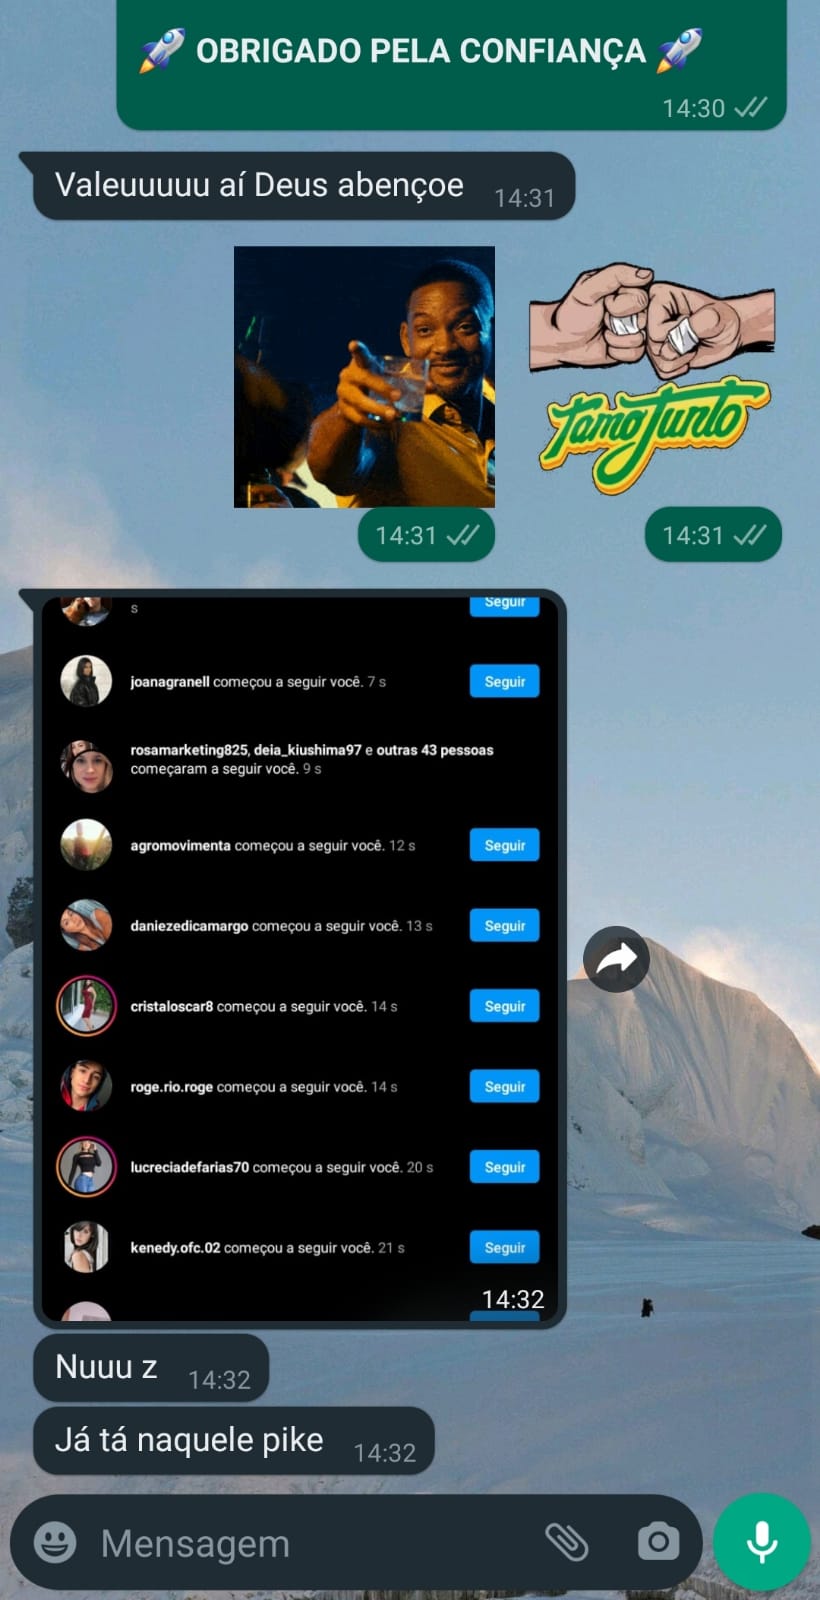 🚀 OBRIGADO PELA CONFIANÇA 🚀
14:30
Valeuuuuu aí Deus abençoe 14:31
Tamo Junto
14:31
14:31
s
Seguir
joanagranell começou a seguir você. 7 s
Seguir
rosamarketing825, deia_kiushima97 e outras 43 pessoas
começaram a seguir você. 9 s
agromovimenta começou a seguir você. 12 s
Seguir
daniezedicamargo começou a seguir você. 13 s
Seguir
cristaloscar8 começou a seguir você. 14 s
Seguir
roge.rio.roge começou a seguir você. 14 s
Seguir
lucreciadefarias70 começou a seguir você. 20 s
Seguir
kenedy.ofc.02 começou a seguir você. 21 s
Seguir
14:32
Nuuu z 14:32
Já tá naquele pike 14:32
Mensagem